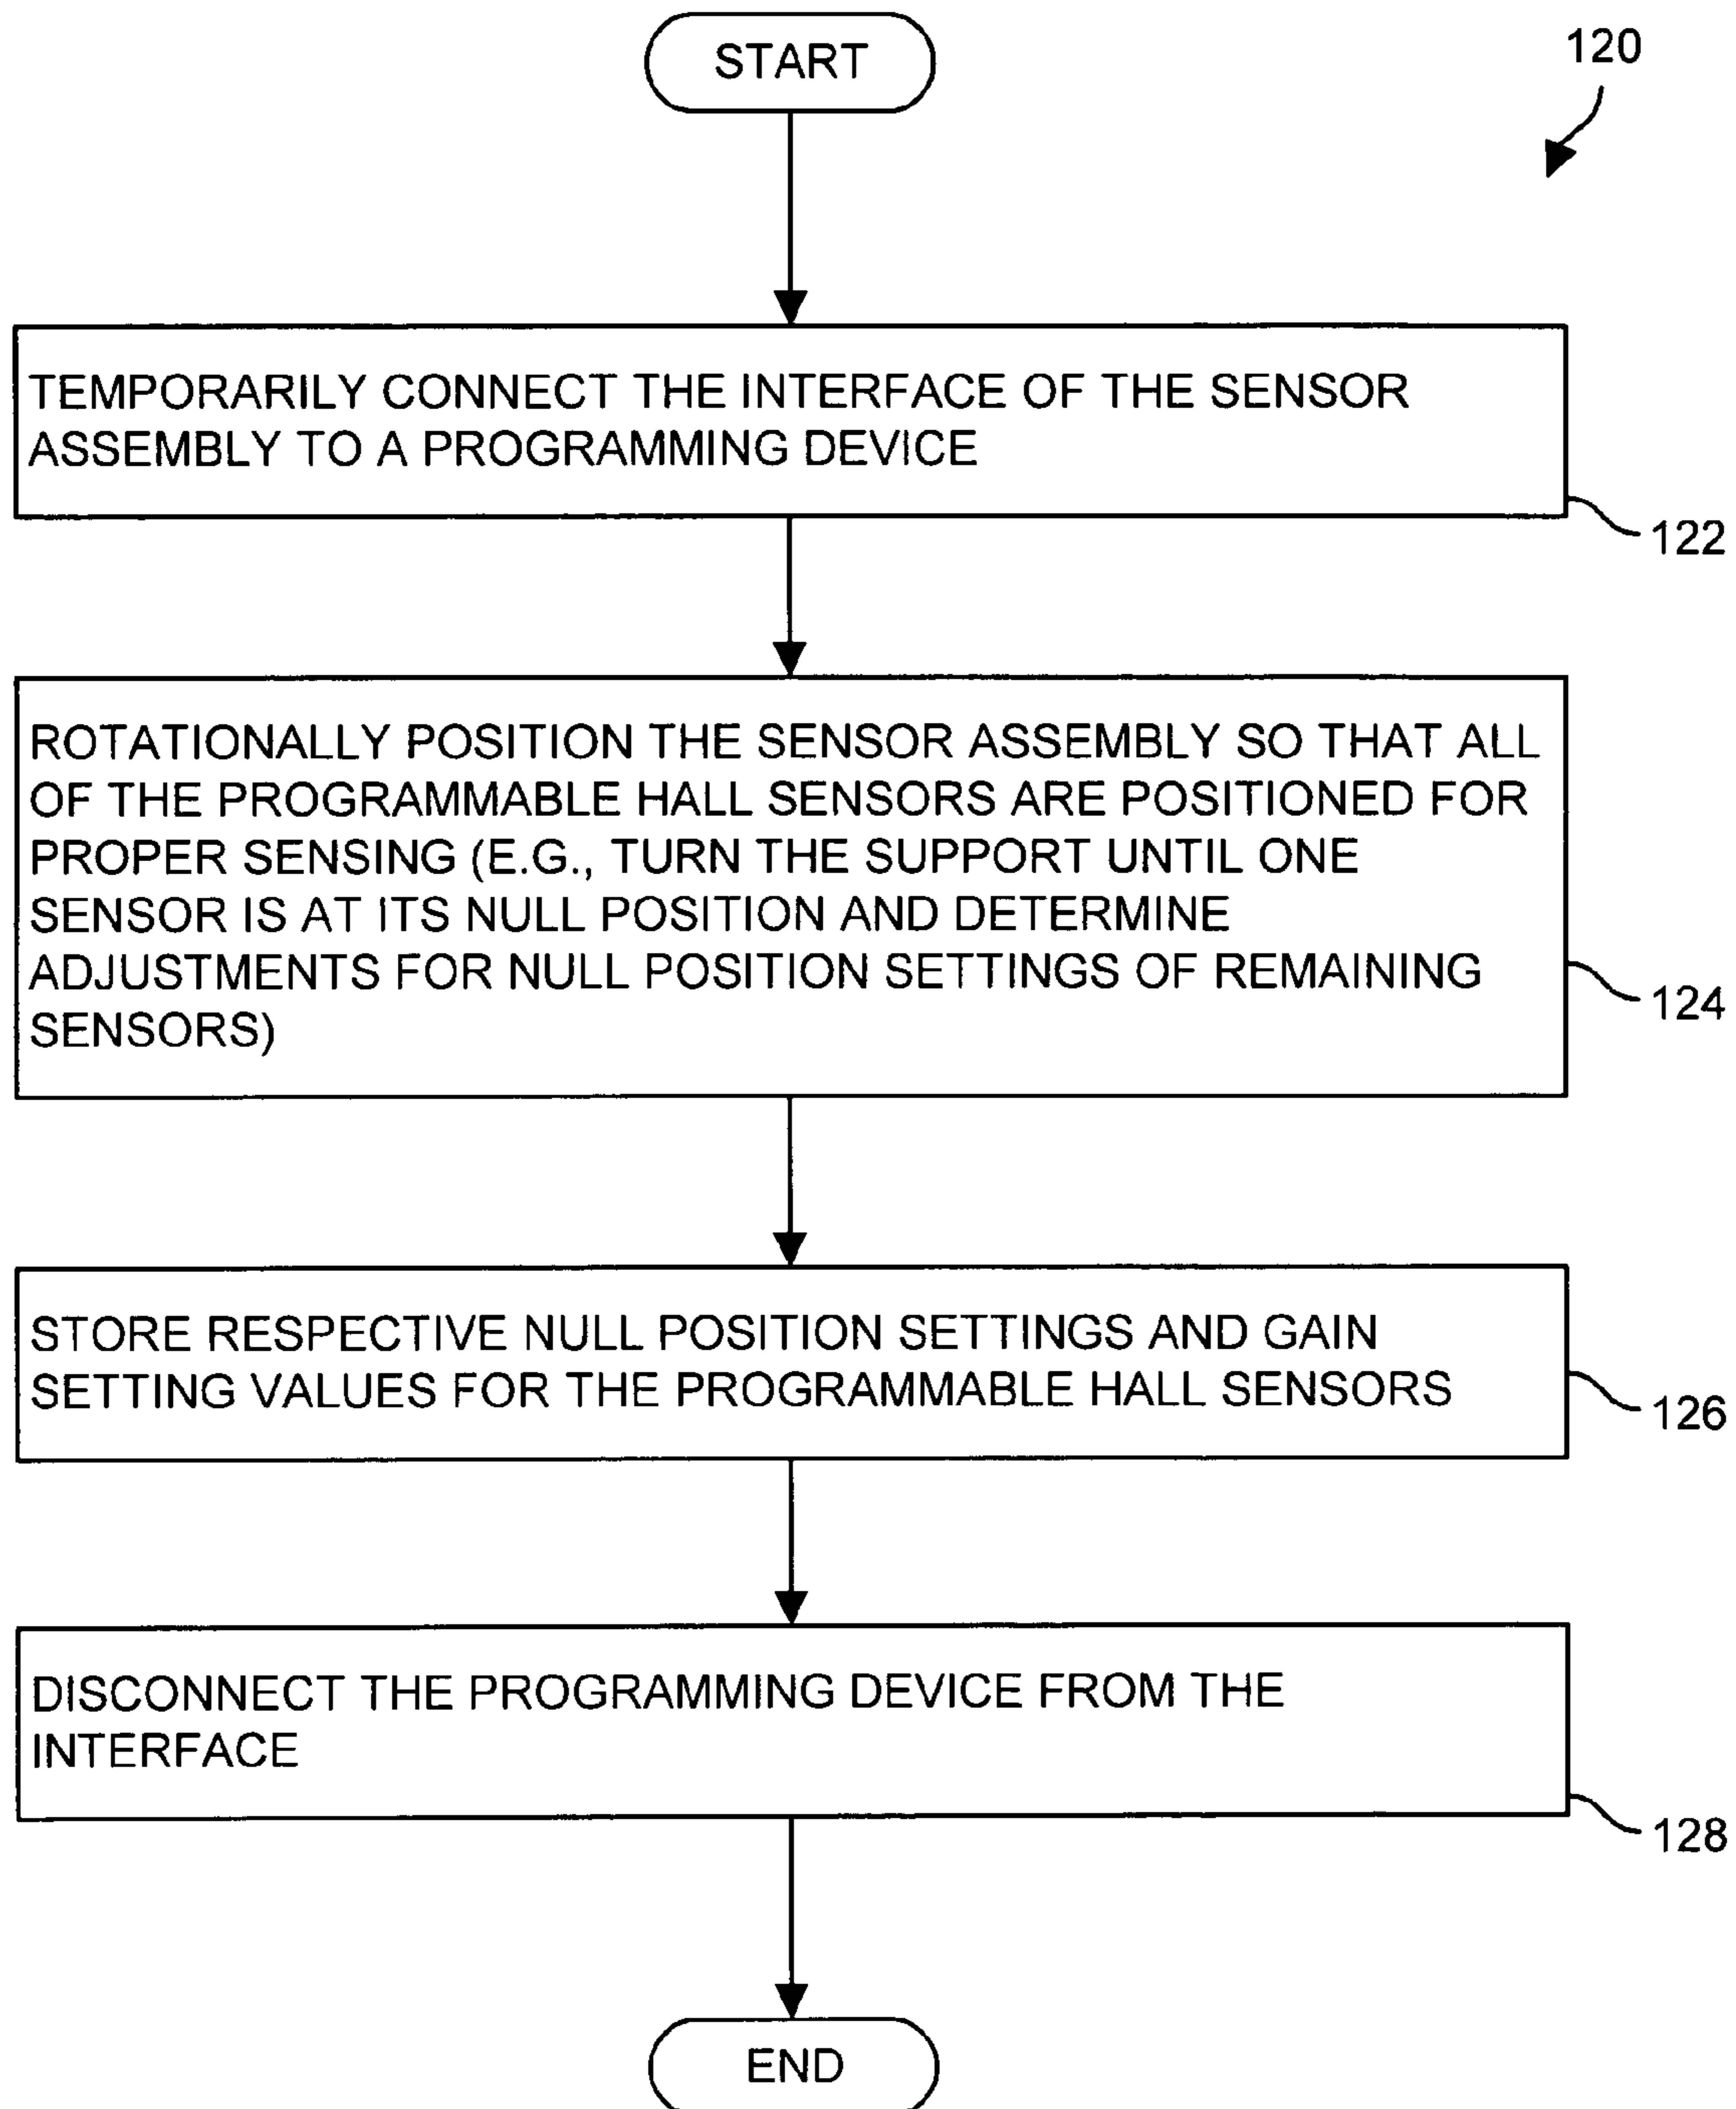 START
120
TEMPORARILY CONNECT THE INTERFACE OF THE SENSOR
ASSEMBLY TO A PROGRAMMING DEVICE
122
ROTATIONALLY POSITION THE SENSOR ASSEMBLY SO THAT ALL
OF THE PROGRAMMABLE HALL SENSORS ARE POSITIONED FOR
PROPER SENSING (E.G., TURN THE SUPPORT UNTIL ONE
SENSOR IS AT ITS NULL POSITION AND DETERMINE
ADJUSTMENTS FOR NULL POSITION SETTINGS OF REMAINING
SENSORS)
124
STORE RESPECTIVE NULL POSITION SETTINGS AND GAIN
SETTING VALUES FOR THE PROGRAMMABLE HALL SENSORS
126
DISCONNECT THE PROGRAMMING DEVICE FROM THE
INTERFACE
128
END